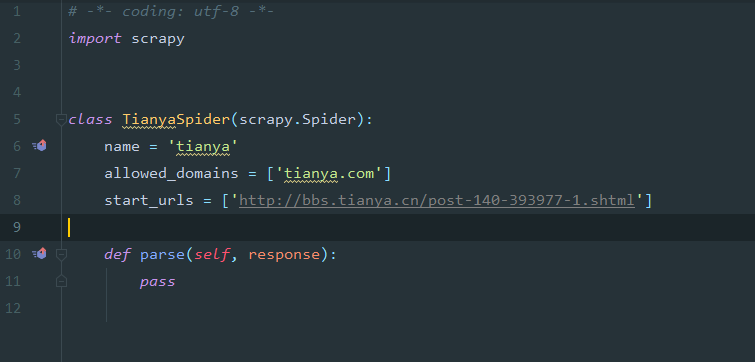 1 # -*- coding: utf-8 -*-
2 import scrapy
3
4
5 class TianyaSpider(scrapy.Spider):
6     name = 'tianya'
7     allowed_domains = ['tianya.com']
8     start_urls = ['http://bbs.tianya.cn/post-140-393977-1.shtml']
9
10     def parse(self, response):
11         pass
12